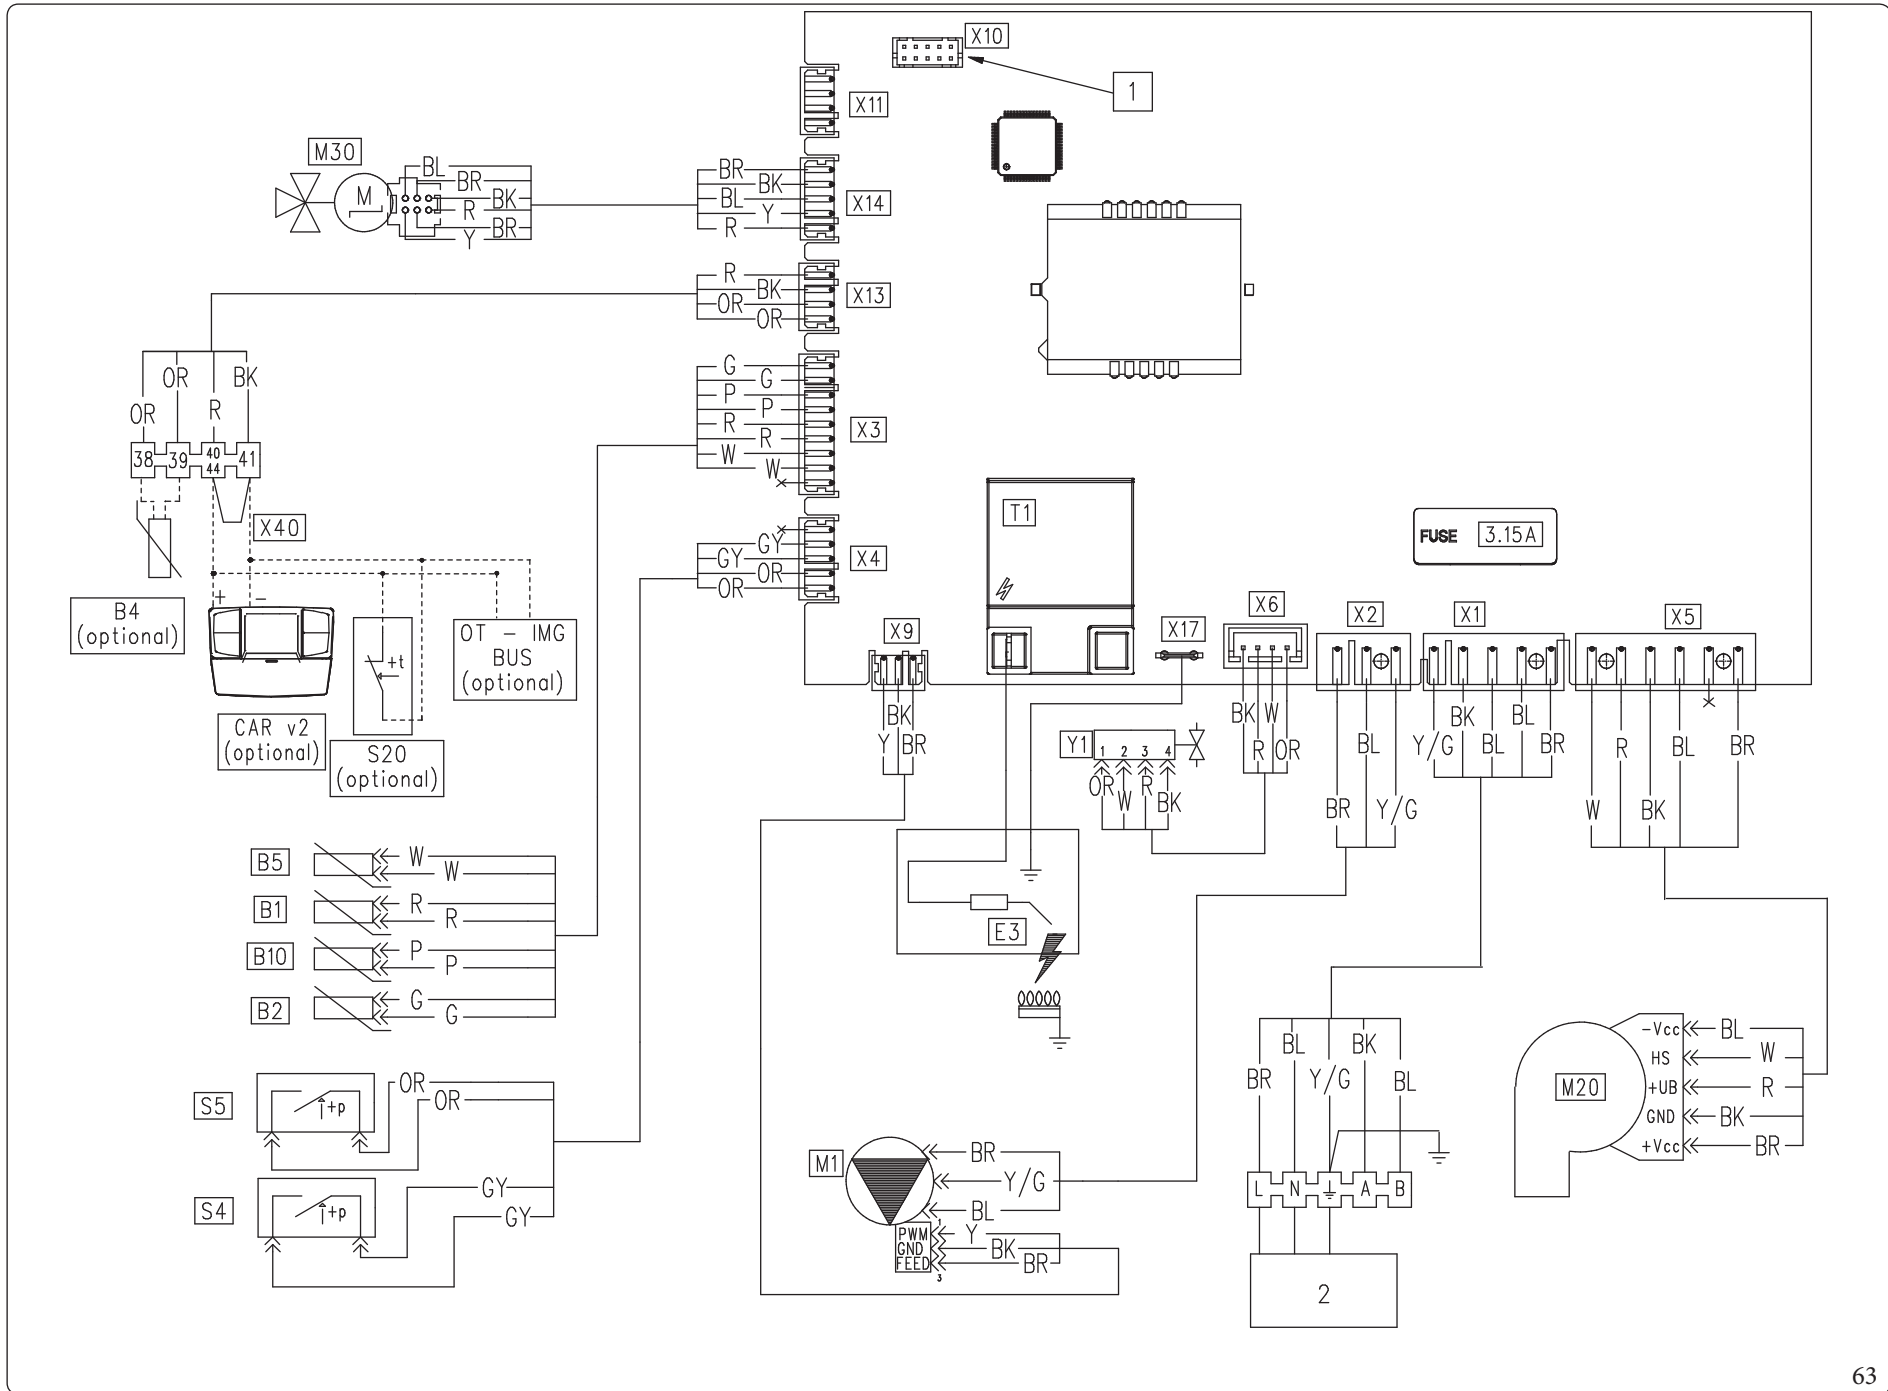 X10
1
X11
M30
M
BL
BR
BK
R
BR
Y
BR
BK
BL
Y
R
X14
R
BK
OR
OR
X13
OR
OR
R
BK
38
39
40
44
41
X40
B4
(optional)
+
-
CAR v2
(optional)
+t
S20
(optional)
OT - IMG
BUS
(optional)
G
G
P
P
R
R
W
W
X3
GY
GY
OR
OR
X4
T1
FUSE
3.15A
X9
Y
BK
BR
X17
X6
BK
R
W
OR
Y1
1
2
3
4
OR
W
R
BK
X2
BR
BL
Y/G
X1
Y/G
BK
BL
BL
BR
X5
W
R
BK
BL
BR
B5
W
W
B1
R
R
B10
P
P
B2
G
G
S5
+p
OR
OR
S4
+p
GY
GY
E3
M1
BR
Y/G
BL
1
PWM
GND
FEED
3
Y
BK
BR
BR
BL
Y/G
BK
BL
L
N
A
B
2
M20
-Vcc
HS
+UB
GND
+Vcc
BL
W
R
BK
BR
63